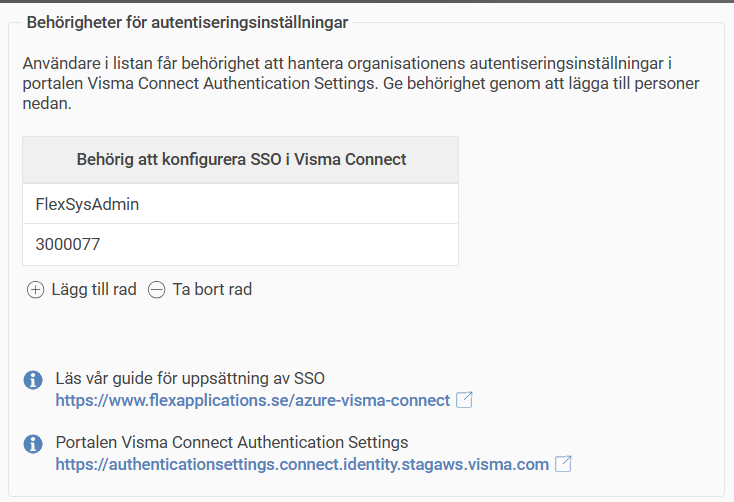 Behörigheter för autentiseringsinställningar
Användare i listan får behörighet att hantera organisationens autentiseringsinställningar i
portalen Visma Connect Authentication Settings. Ge behörighet genom att lägga till personer
nedan.
Behörig att konfigurera SSO i Visma Connect
FlexSysAdmin
3000077
Lägg till rad Ta bort rad
Läs vår guide för uppsättning av SSO
https://www.flexapplications.se/azure-visma-connect
Portalen Visma Connect Authentication Settings
https://authenticationsettings.connect.identity.stagaws.visma.com